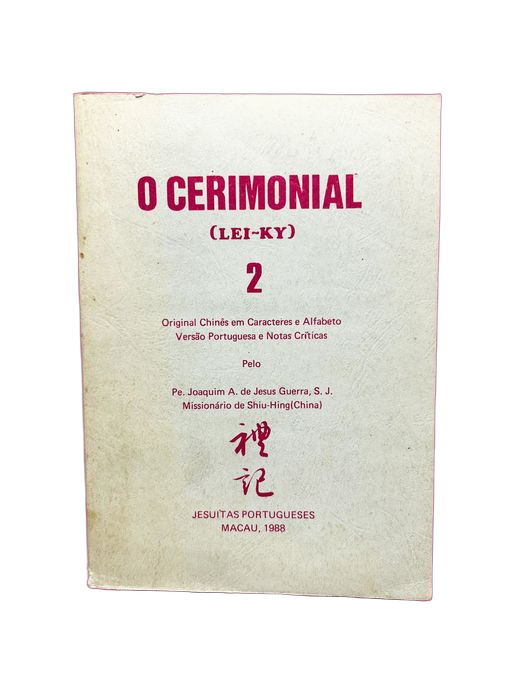 O CERIMONIAL
(LEI-KY)
2
Original Chinês em Caracteres e Alfabeto
Versão Portuguesa e Notas Críticas
Pelo
Pe. Joaquim A. de Jesus Guerra, S. J.
Missionário de Shiu-Hing(China)
禮
記
JESUÍTAS PORTUGUESES
MACAU, 1988